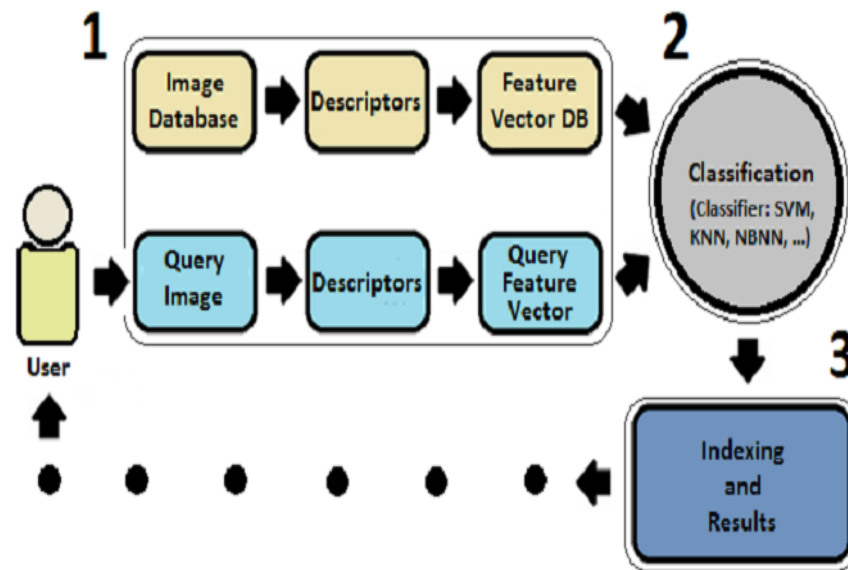 1
Image
Database
Descriptors
Feature
Vector DB
2
Classification
(Classifier: SVM,
KNN, NBNN, ...)
User
Query
Image
Descriptors
Query
Feature
Vector
3
Indexing
and
Results